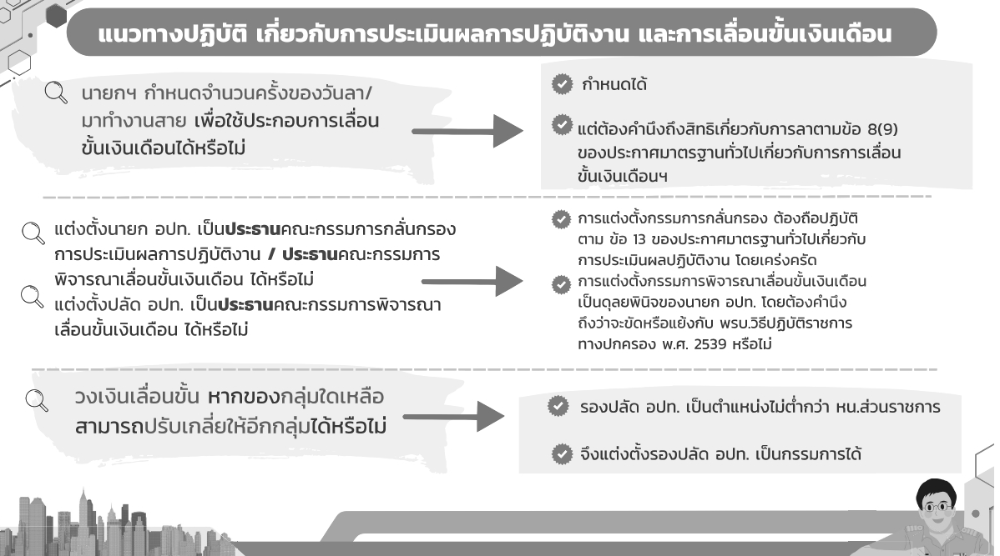 แนวทางปฏิบัติ เกี่ยวกับการประเมินผลการปฏิบัติงาน และการเลื่อนขั้นเงินเดือน
นายกฯ กำหนดจำนวนครั้งของวันลา/
มาทำงานสาย เพื่อใช้ประกอบการเลื่อน
ขั้นเงินเดือนได้หรือไม่
กำหนดได้
แต่ต้องคำนึงถึงสิทธิเกี่ยวกับการลาตามข้อ 8(9)
ของประกาศมาตรฐานทั่วไปเกี่ยวกับการการเลื่อน
ขั้นเงินเดือนฯ
แต่งตั้งนายก อปท. เป็นประธานคณะกรรมการกลั่นกรอง
การประเมินผลการปฏิบัติงาน / ประธานคณะกรรมการ
พิจารณาเลื่อนขั้นเงินเดือน ได้หรือไม่
แต่งตั้งปลัด อปท. เป็นประธานคณะกรรมการพิจารณา
เลื่อนขั้นเงินเดือน ได้หรือไม่
การแต่งตั้งกรรมการกลั่นกรอง ต้องถือปฏิบัติ
ตาม ข้อ 13 ของประกาศมาตรฐานทั่วไปเกี่ยวกับ
การประเมินผลปฏิบัติงาน โดยเคร่งครัด
การแต่งตั้งกรรมการพิจารณาเลื่อนขั้นเงินเดือน
เป็นดุลยพินิจของนายก อปท. โดยต้องคำนึง
ถึงว่าจะขัดหรือแย้งกับ พรบ.วิธีปฏิบัติราชการ
ทางปกครอง พ.ศ. 2539 หรือไม่
วงเงินเลื่อนขั้น หากของกลุ่มใดเหลือ
สามารถปรับเกลี่ยให้อีกกลุ่มได้หรือไม่
รองปลัด อปท. เป็นตำแหน่งไม่ต่ำกว่า หน.ส่วนราชการ
จึงแต่งตั้งรองปลัด อปท. เป็นกรรมการได้